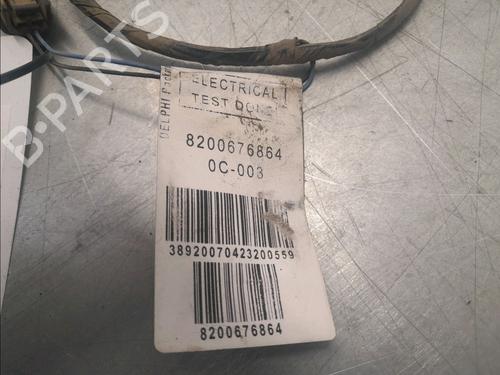 ELECTRICAL
TEST DONE
DELPHI
8200676864
0C-003
38920070423200559
8200676864
B-PARTS